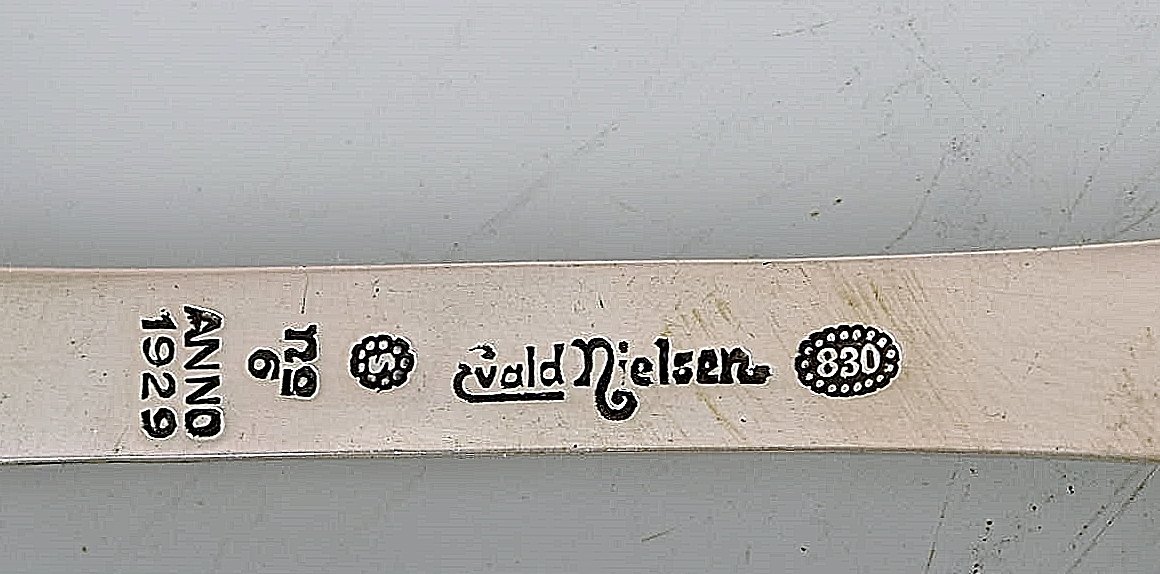 ANNO
1929
no
6
S
Evald Nielsen
830